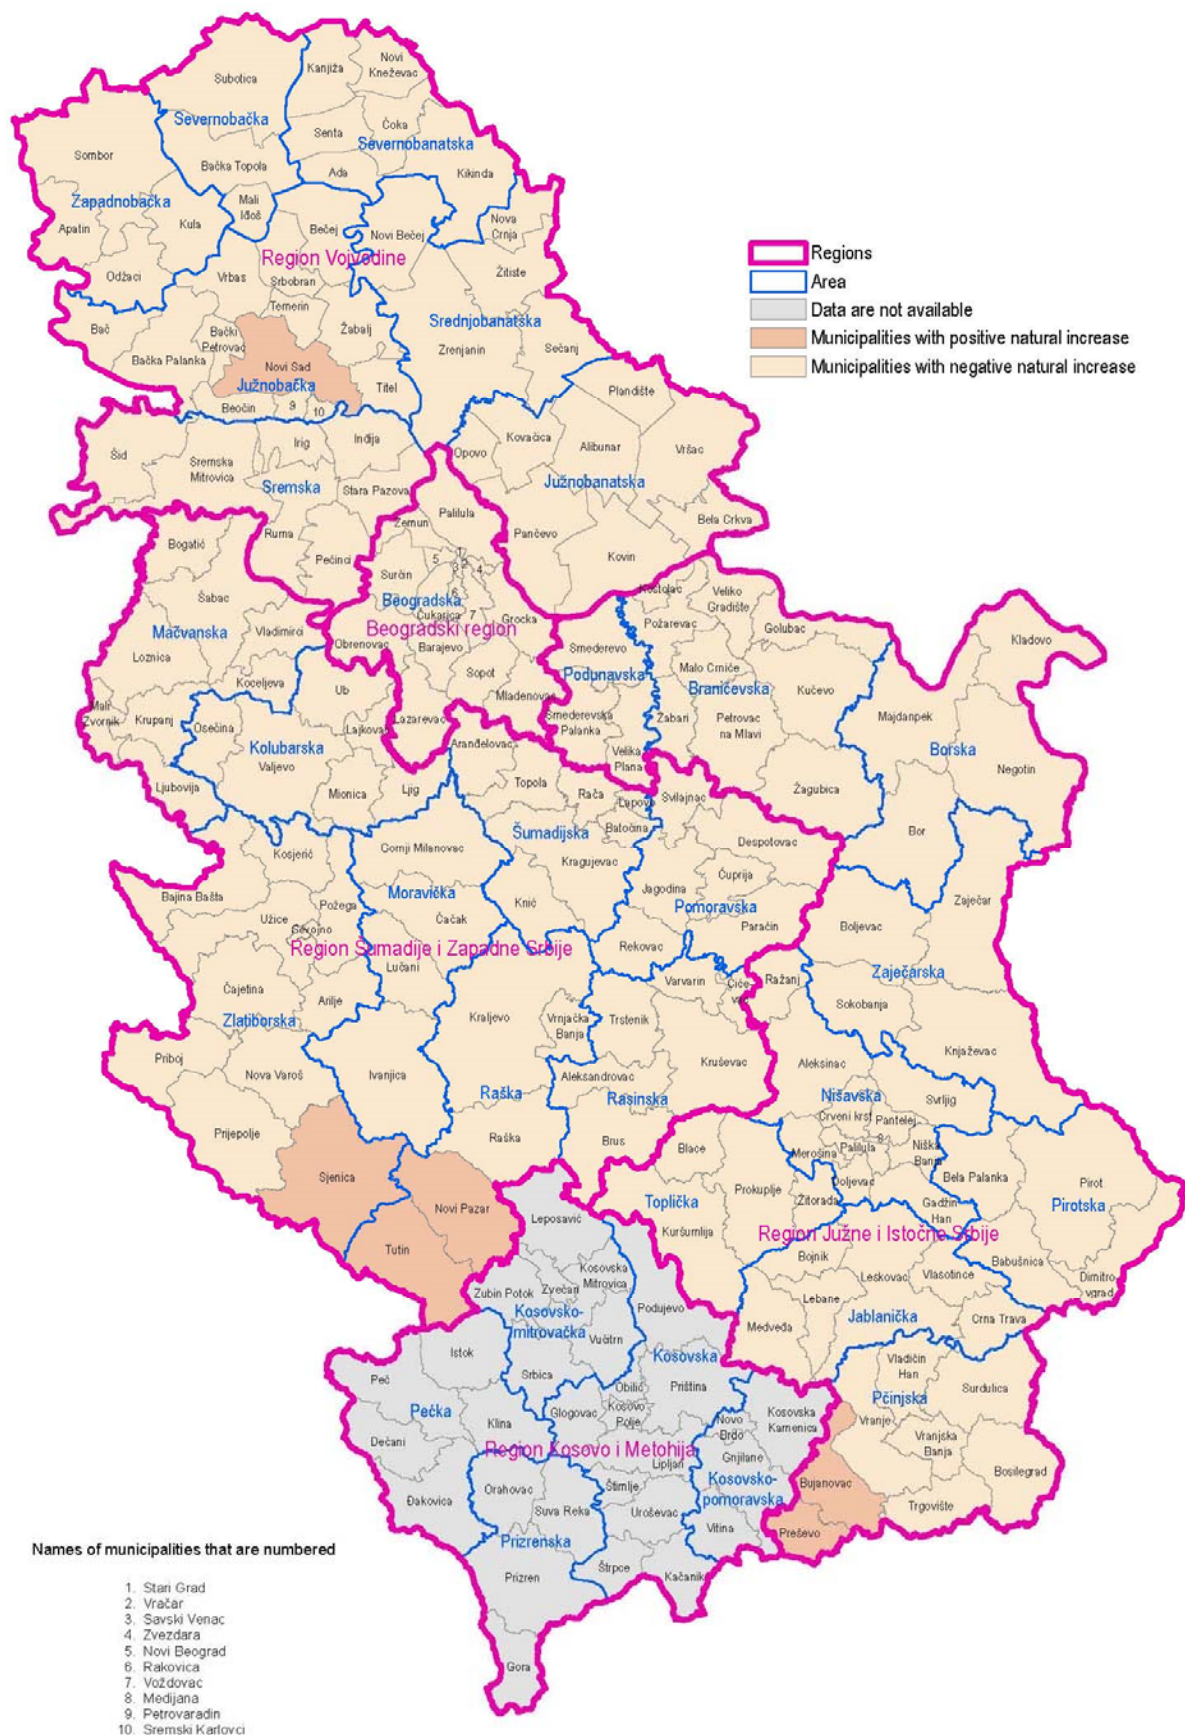 Subotica
Kanjiža
Novi
Kneževac
Severnobačka
Senta
Čoka
Severnobanatska
Sombor
Bačka Topola
Ada
Kikinda
Zapadnobačka
Mali
Iđoš
Apatin
Kula
Bečej
Novi Bečej
Nova
Crnja
Region Vojvodine
Odžaci
Vrbas
Srbobran
Žitište
Temerin
Bač
Bački
Petrovac
Žabalj
Srednjobanatska
Bačka Palanka
Zrenjanin
Sečanj
Novi Sad
Južnobačka
Titel
Plandište
Beočin
9
10
Šid
Irig
Inđija
Opovo
Kovačica
Alibunar
Vršac
Sremska
Mitrovica
Sremska
Stara Pazova
Južnobanatska
Regions
Area
Data are not available
Municipalities with positive natural increase
Municipalities with negative natural increase
Zemun
Palilula
Bela Crkva
Ruma
Pećinci
Pančevo
Kovin
Bogatić
1
2
3
4
5
6
7
Surčin
Beogradska
Čukarica
Grocka
Šabac
Mačvanska
Vladimirci
Obrenovac
Beogradski region
Barajevo
Loznica
Koceljeva
Sopot
Mladenovac
Kostolac
Veliko
Gradište
Požarevac
Golubac
Kladovo
Smederevo
Podunavska
Malo Crniće
Braničevska
Kučevo
Mali
Zvornik
Krupanj
Osečina
Ub
Lajkovac
Lazarevac
Smederevska
Palanka
Žabari
Petrovac
na Mlavi
Majdanpek
Borska
Kolubarska
Valjevo
Aranđelovac
Velika
Plana
Negotin
Ljubovija
Mionica
Ljig
Topola
Rača
Lapovo
Svilajnac
Žagubica
Šumadijska
Batočina
Bor
Kosjerić
Gornji Milanovac
Kragujevac
Despotovac
Bajina Bašta
Požega
Moravička
Knić
Jagodina
Ćuprija
Užice
Čačak
Pomoravska
Zaječar
Region Šumadije i Zapadne Srbije
Rekovac
Paraćin
Boljevac
Lučani
Zaječarska
Čajetina
Arilje
Varvarin
Ćiće-
vac
Ražanj
Zlatiborska
Kraljevo
Vrnjačka
Banja
Trstenik
Sokobanja
Priboj
Nova Varoš
Ivanjica
Kruševac
Knjaževac
Aleksandrovac
Aleksinac
Raška
Rasinska
Nišavska
Svrljig
Prijepolje
Raška
Brus
Blace
Crveni krst
Pantelej
8
Merošina
Palilula
Niška
Banja
Sjenica
Bela Palanka
Pirot
Toplička
Prokuplje
Doljevac
Žitorađa
Pirotska
Novi Pazar
Leposavić
Gadžin
Han
Kuršumlija
Region Južne i Istočne Srbije
Tutin
Kosovska
Mitrovica
Bojnik
Babušnica
Zubin Potok
Zvečan
Leskovac
Vlasotince
Dimitro
vgrad
Kosovsko-
mitrovačka
Podujevo
Lebane
Medveđa
Jablanička
Crna Trava
Vučitrn
Istok
Kosovska
Vladičin
Han
Peć
Srbica
Obilić
Priština
Surdulica
Pečka
Glogovac
Kosovo
Polje
Pčinjska
Klina
Novo
Brdo
Kosovska
Kamenica
Vranje
Dečani
Region Kosovo i Metohija
Vranjska
Banja
Lipljan
Gnjilane
Bosilegrad
Orahovac
Štimlje
Kosovsko-
pomoravska
Bujanovac
Đakovica
Suva Reka
Uroševac
Trgovište
Prizrenska
Vitina
Preševo
Prizren
Štrpce
Kačanik
Gora
Names of municipalities that are numbered
1. Stari Grad
2. Vračar
3. Savski Venac
4. Zvezdara
5. Novi Beograd
6. Rakovica
7. Voždovac
8. Medijana
9. Petrovaradin
10. Sremski Karlovci